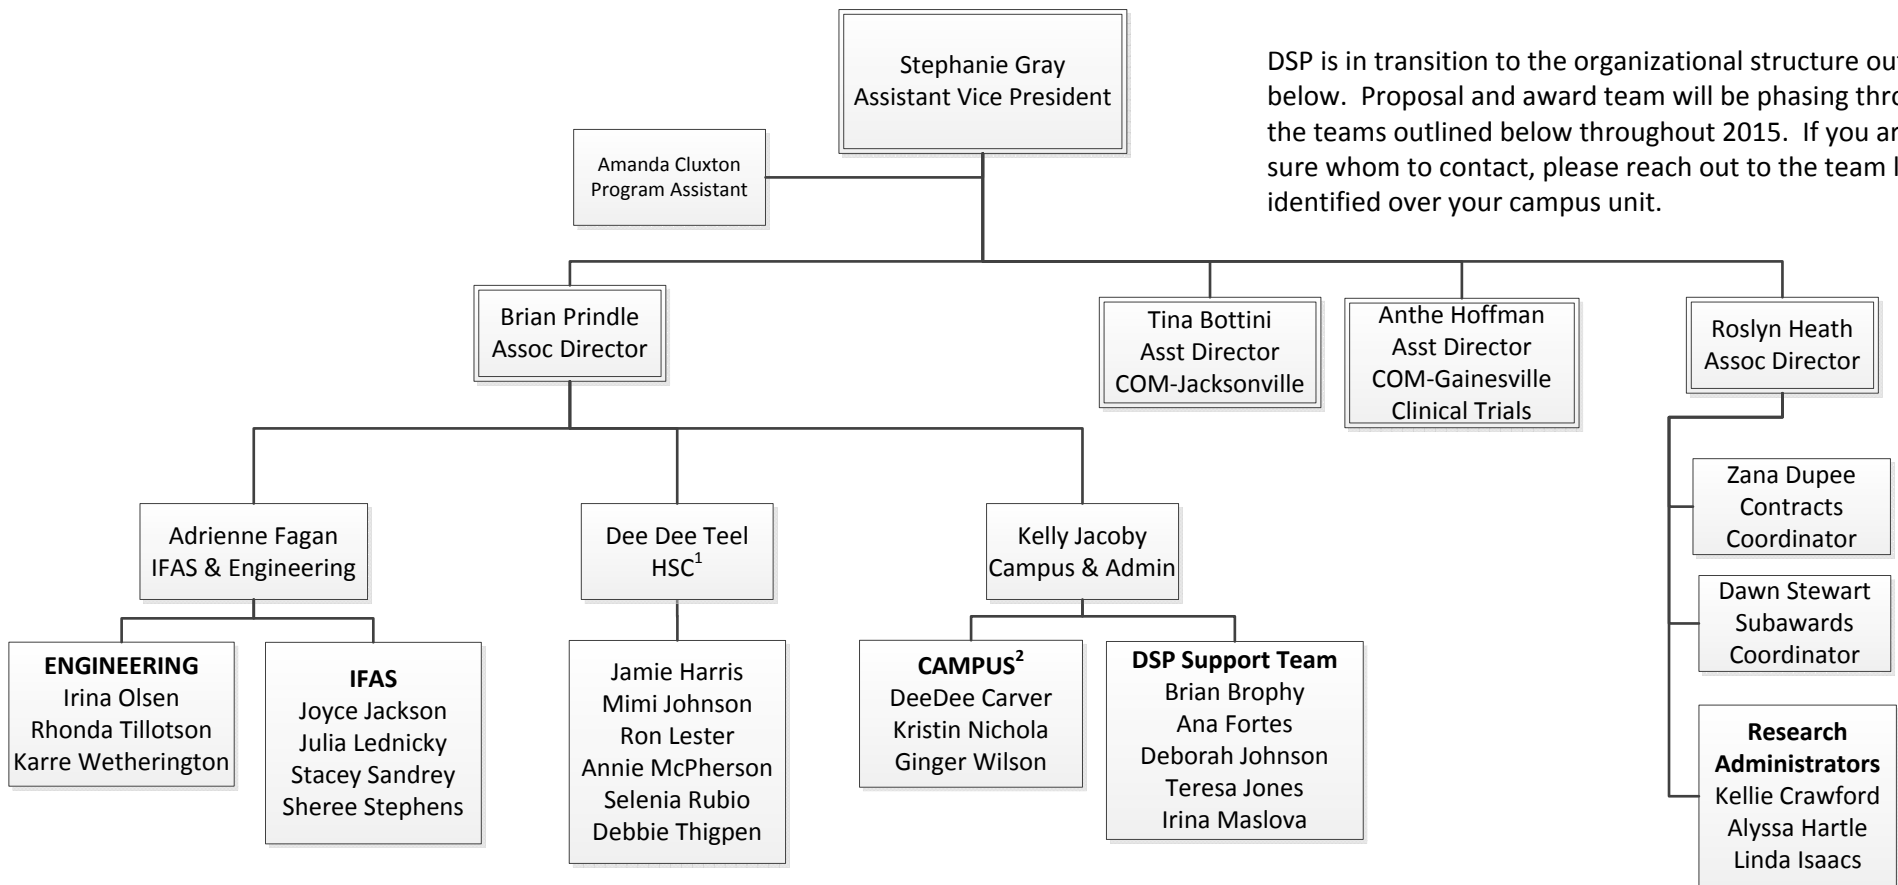 Stephanie Gray
Assistant Vice President
DSP is in transition to the organizational structure
below. Proposal and award team will be phasing
the teams outlined below throughout 2015. If you
sure whom to contact, please reach out to the team
identified over your campus unit.
Amanda Cluxton
Program Assistant
Brian Prindle
Assoc Director
Tina Bottini
Asst Director
COM-Jacksonville
Anthe Hoffman
Asst Director
COM-Gainesville
Clinical Trials
Roslyn Heath
Assoc Director
Adrienne Fagan
IFAS & Engineering
Dee Dee Teel
HSC1
Kelly Jacoby
Campus & Admin
Zana Dupee
Contracts
Coordinator
Dawn Stewart
Subawards
Coordinator
ENGINEERING
Irina Olsen
Rhonda Tillotson
Karre Wetherington
IFAS
Joyce Jackson
Julia Lednicky
Stacey Sandrey
Sheree Stephens
Jamie Harris
Mimi Johnson
Ron Lester
Annie McPherson
Selenia Rubio
Debbie Thigpen
CAMPUS2
DeeDee Carver
Kristin Nichola
Ginger Wilson
DSP Support Team
Brian Brophy
Ana Fortes
Deborah Johnson
Teresa Jones
Irina Maslova
Research
Administrators
Kellie Crawford
Alyssa Hartle
Linda Isaacs